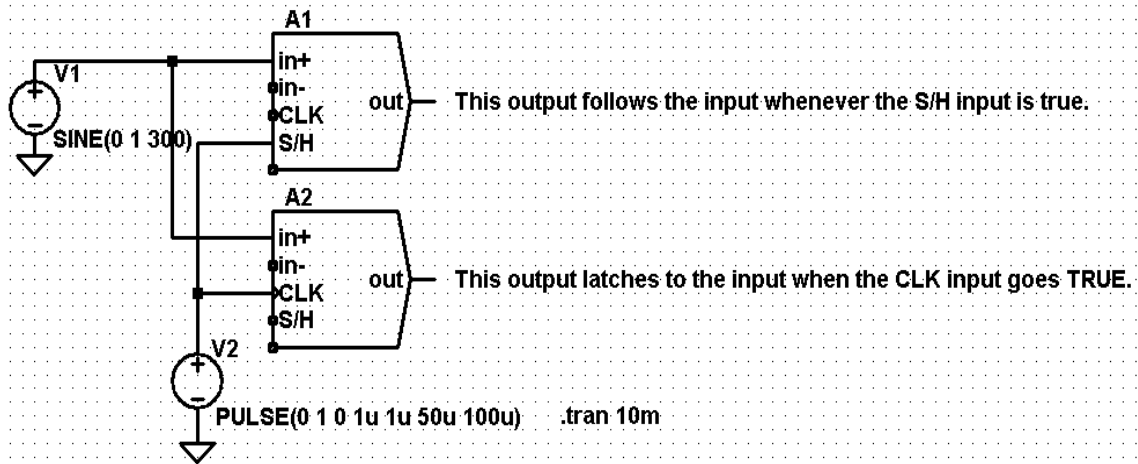 A1
in+
in-
CLK
S/H
out
This output follows the input whenever the S/H input is true.
V1
SINE(0 1 300)
A2
in+
in-
CLK
S/H
out
This output latches to the input when the CLK input goes TRUE.
V2
PULSE(0 1 0 1u 1u 50u 100u)
.tran 10m